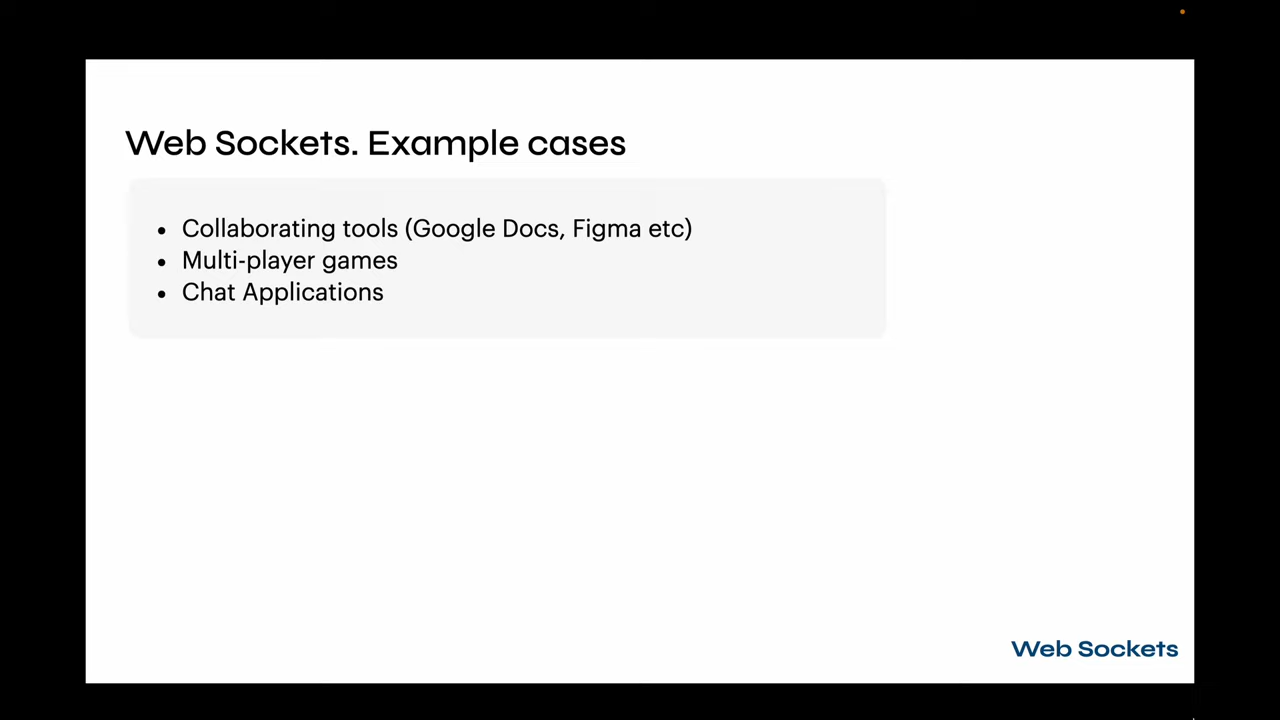 Web Sockets. Example cases
• Collaborating tools (Google Docs, Figma etc)
• Multi-player games
• Chat Applications
Web Sockets